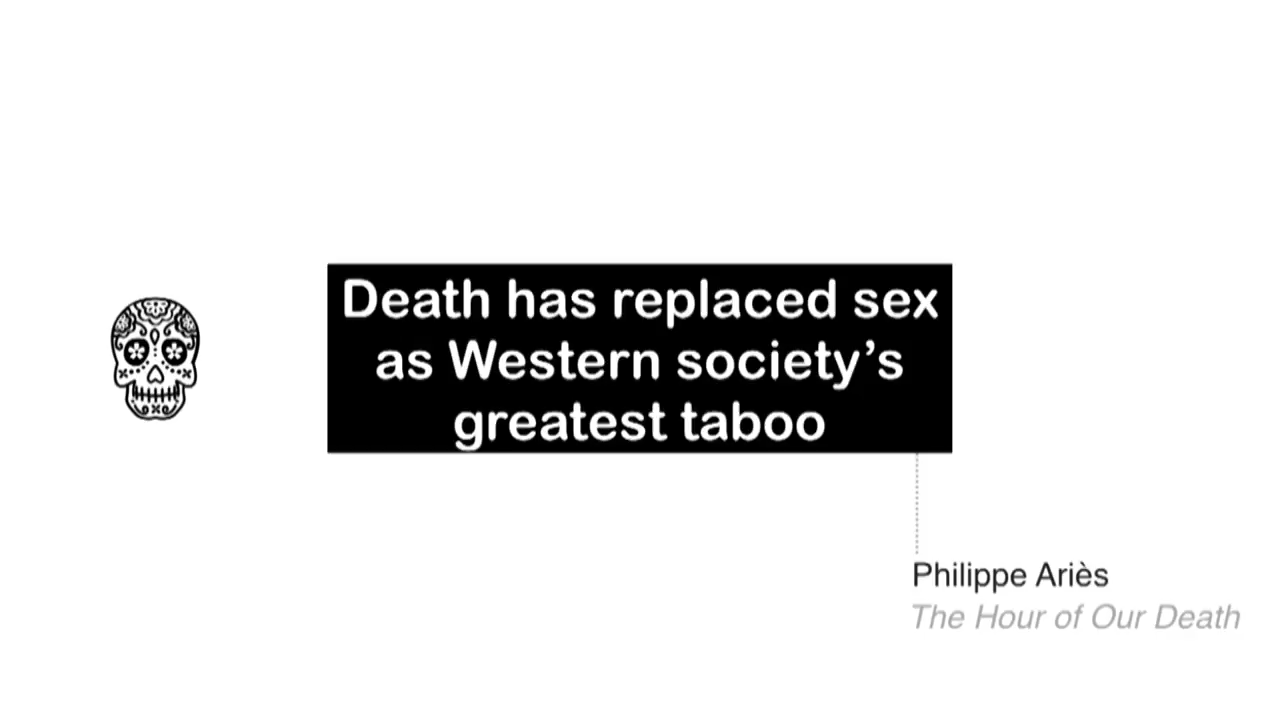 Death has replaced sex
as Western society’s
greatest taboo
Philippe Ariès
The Hour of Our Death